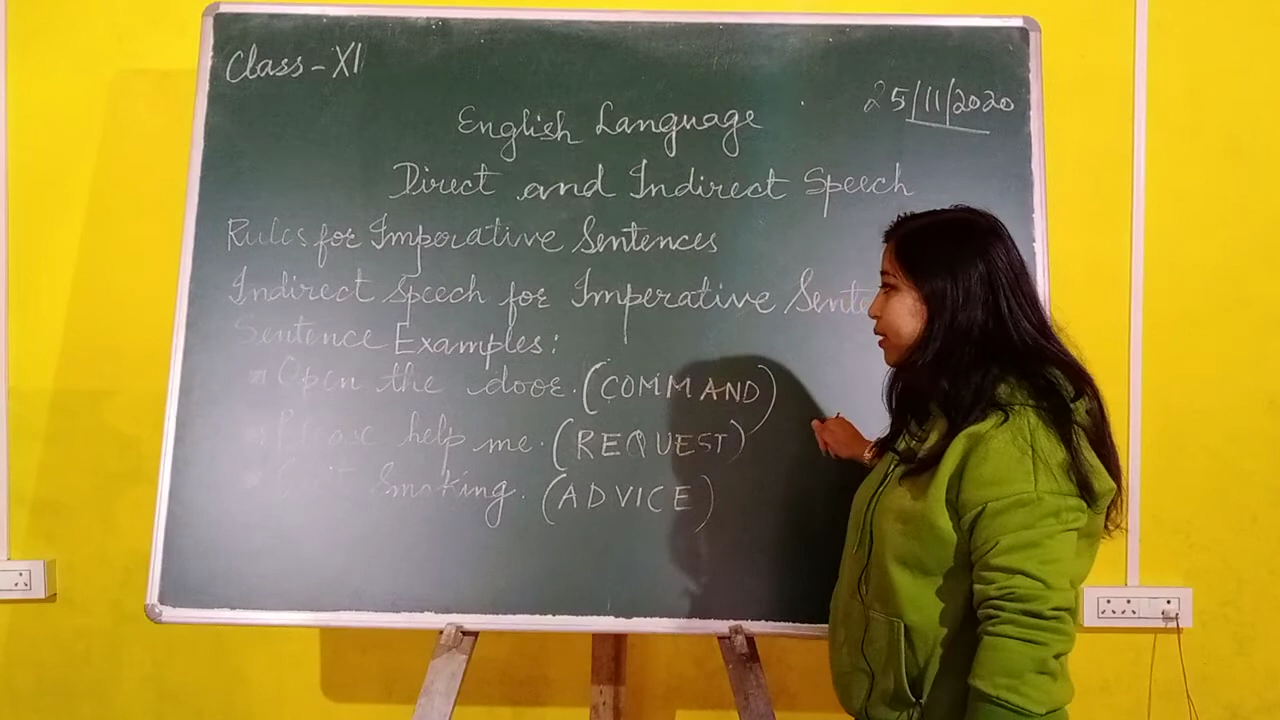 Class-XI
25/11/2020
English Language
Direct and Indirect Speech
Rules for Imperative Sentences
Indirect Speech for Imperative Sente
Sentence Examples:
Open the door. (COMMAND)
Please help me. (REQUEST)
Quit Smoking. (ADVICE)